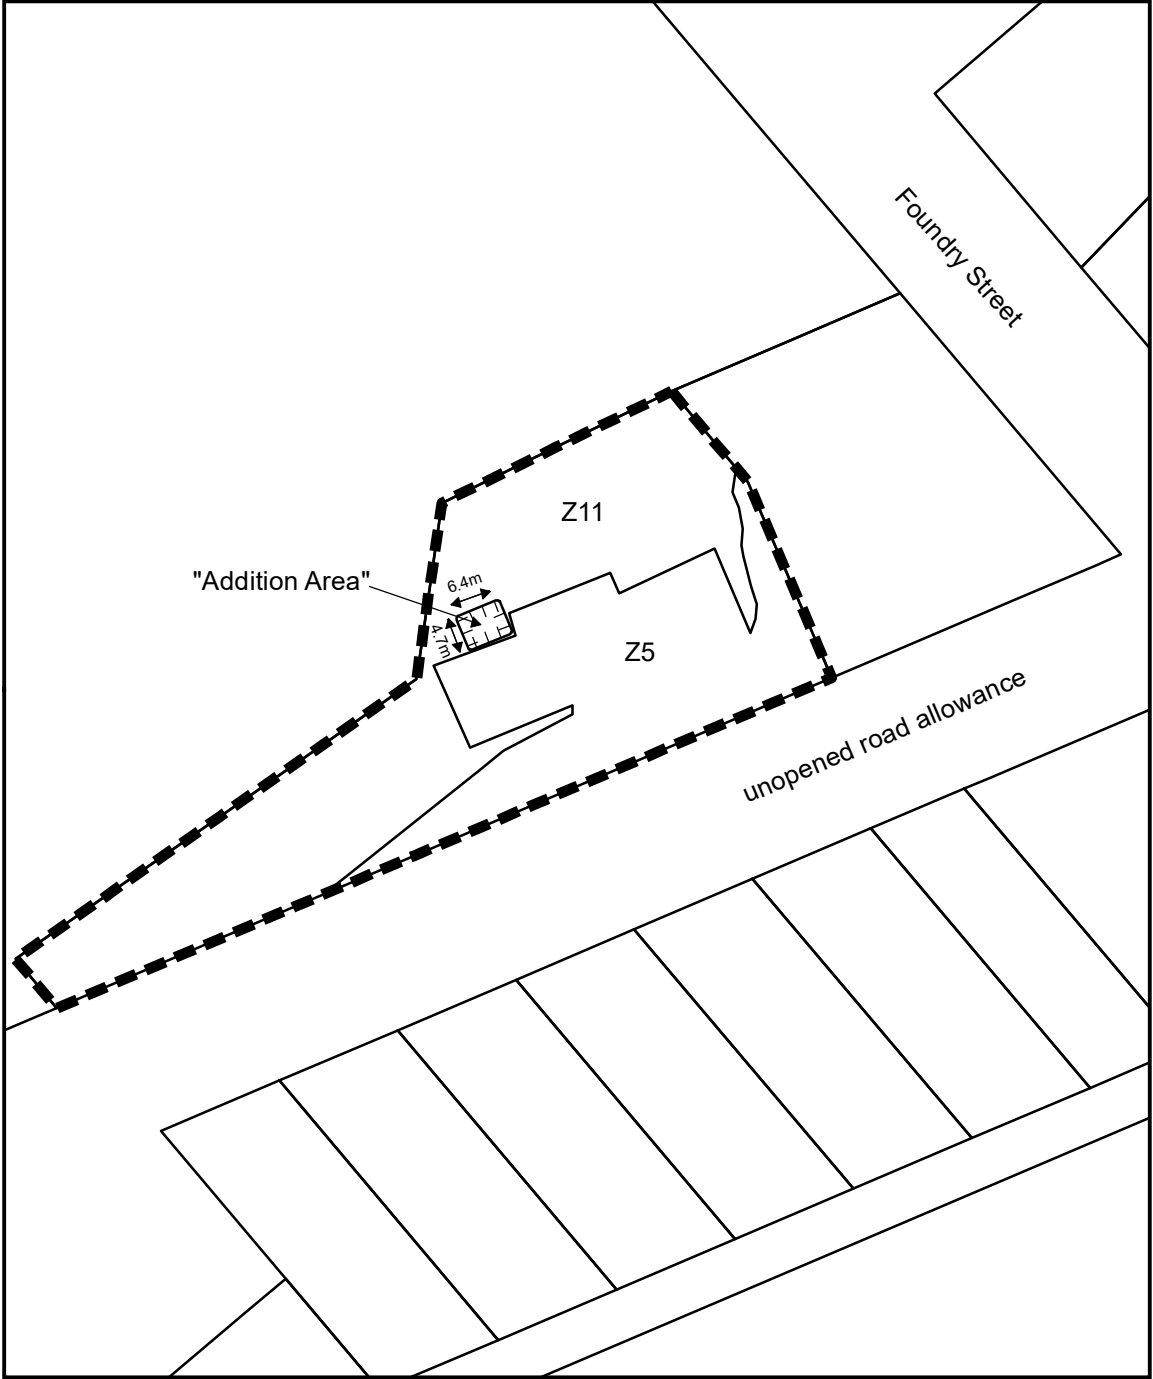 Foundry Street
Z11
"Addition Area"
6.4m
4.7m
Z5
unopened road allowance